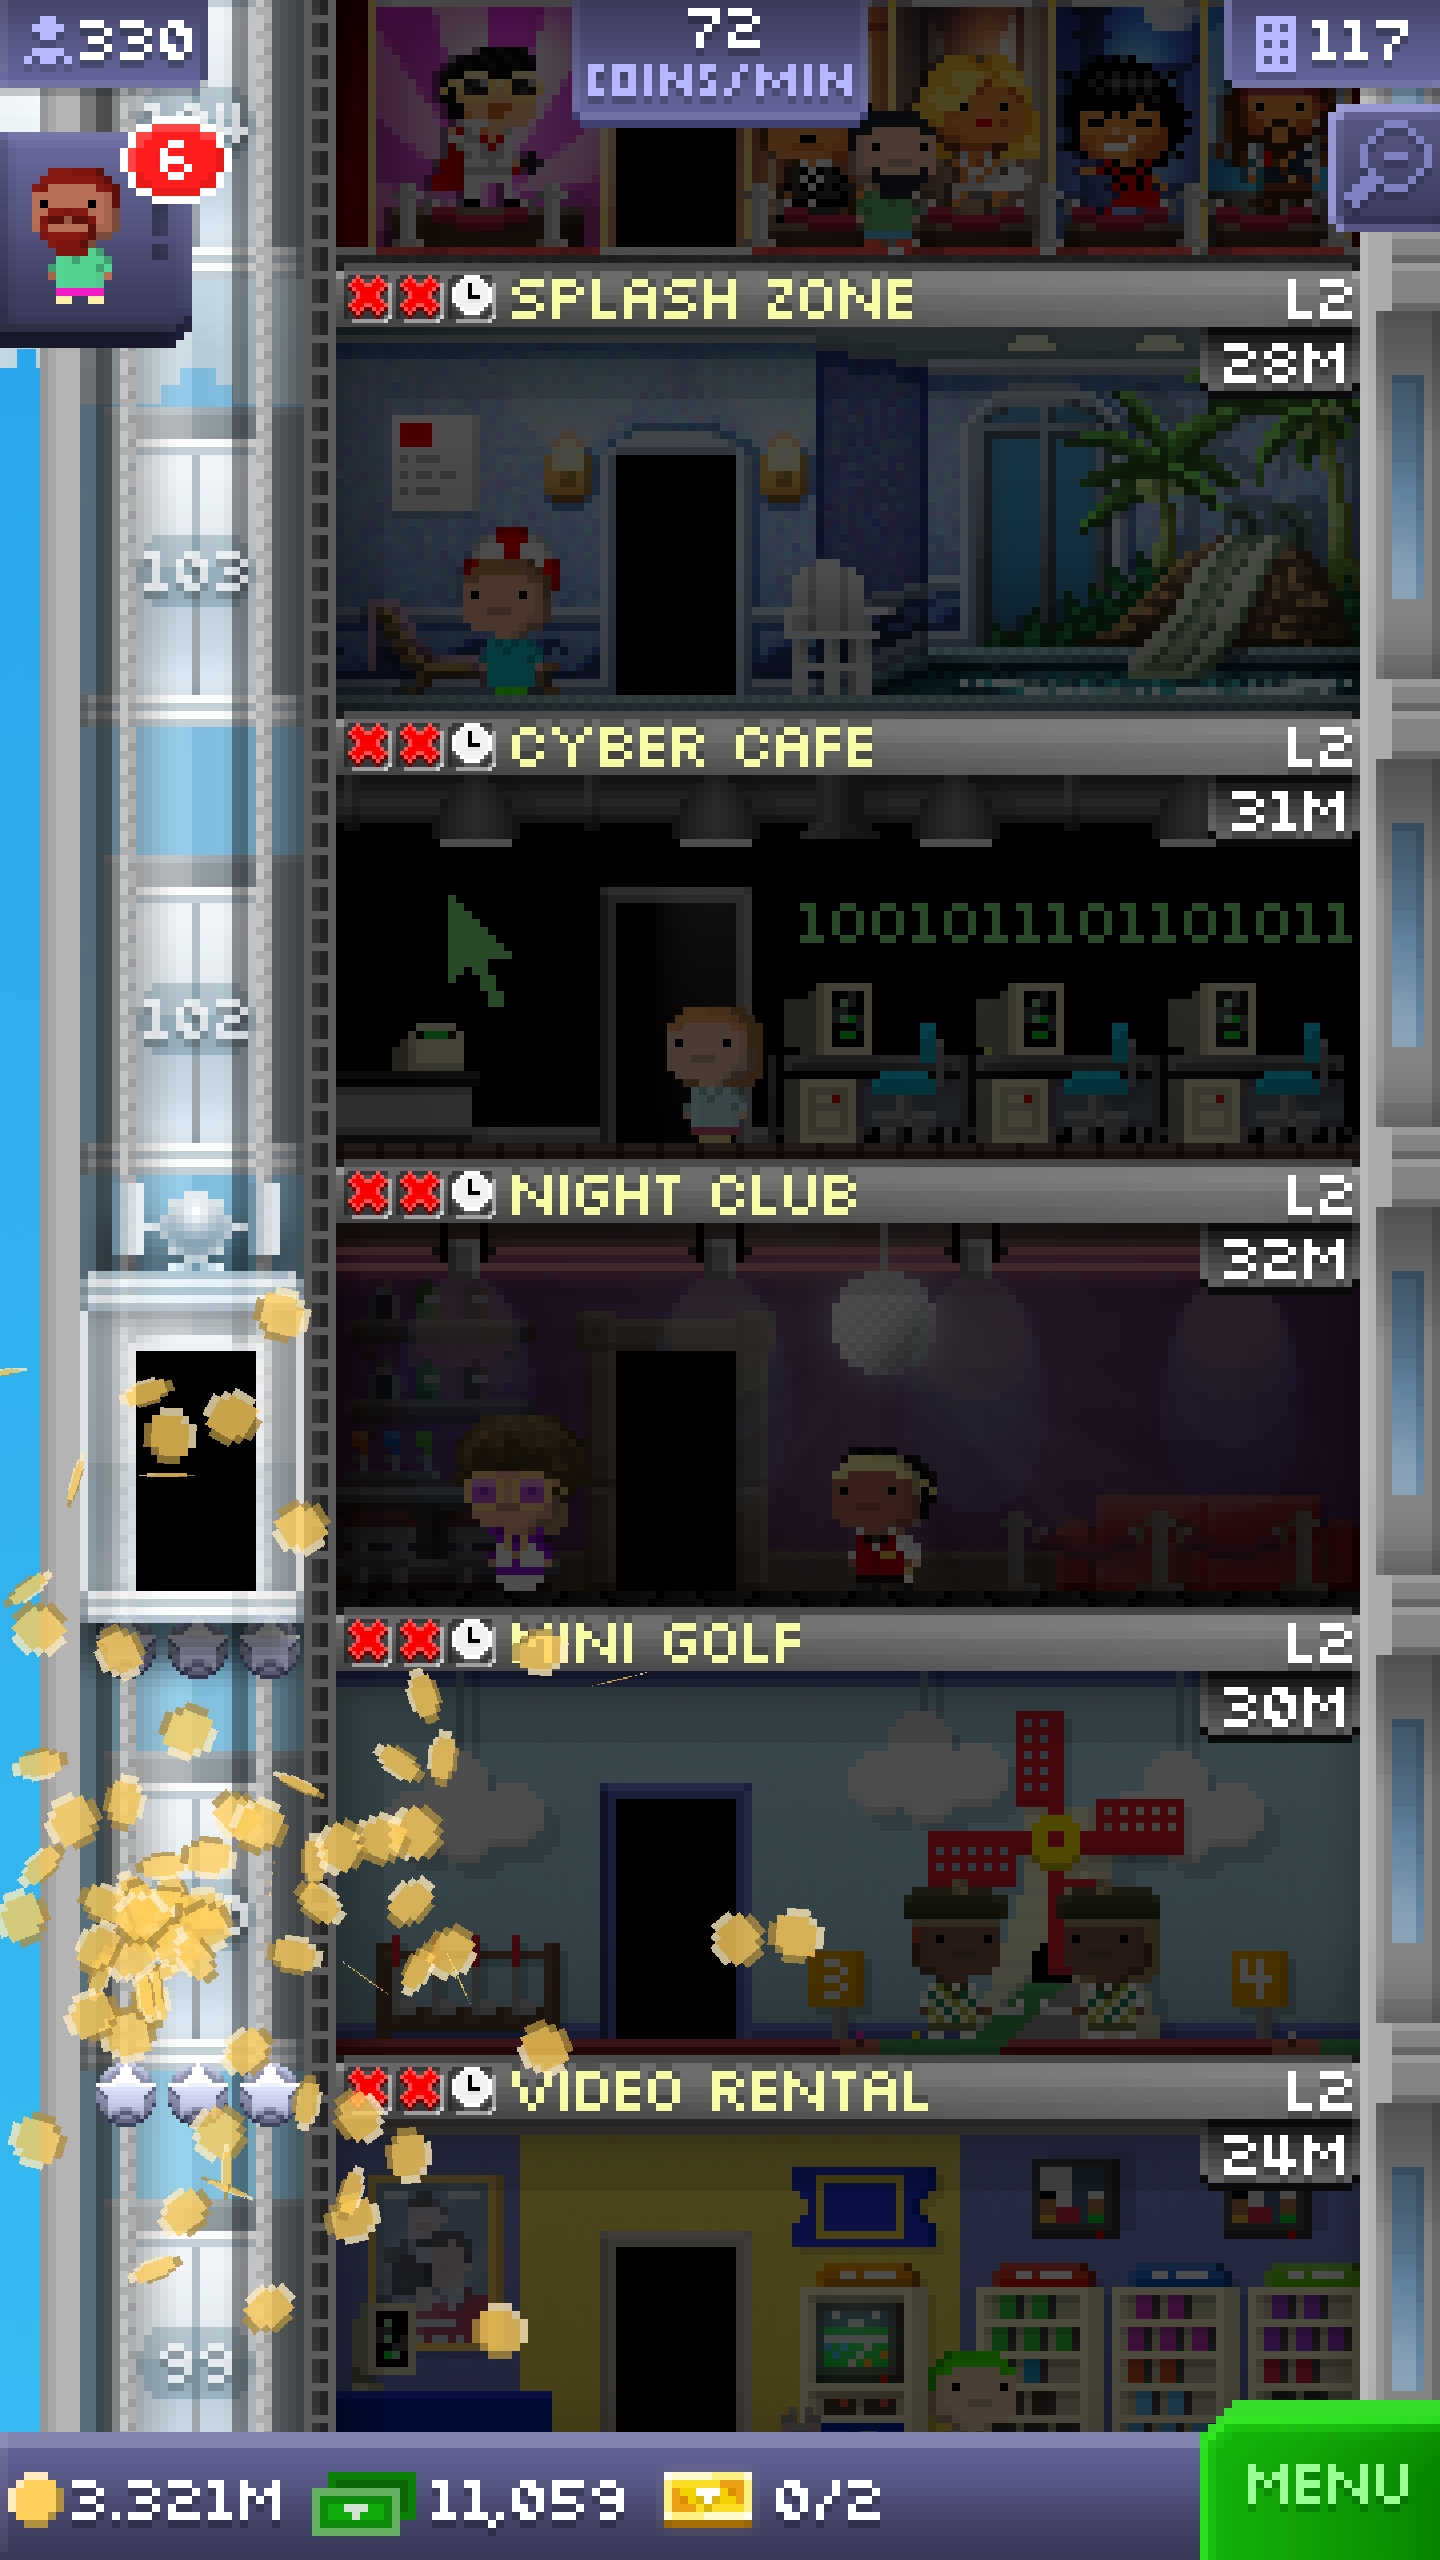 330
72
COINS/MIN
117
6
SPLASH ZONE
L2
28M
103
CYBER CAFE
L2
31M
1001011101101011
102
NIGHT CLUB
L2
32M
MINI GOLF
L2
30M
3
4
VIDEO RENTAL
L2
24M
99
3.321M
11,059
0/2
MENU